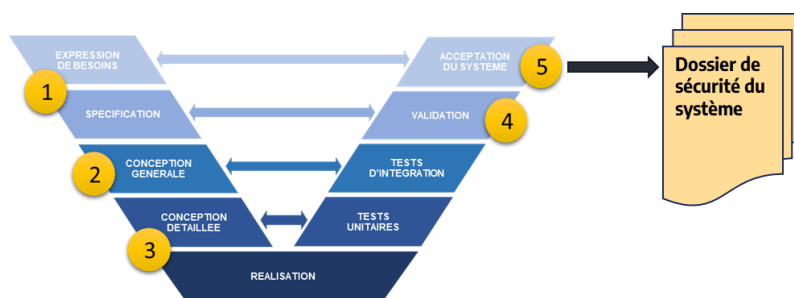 EXPRESSION
DE BESOINS
ACCEPTATION
DU SYSTEME
5
1
SPECIFICATION
VALIDATION
4
2
CONCEPTION
GENERALE
TESTS
D'INTEGRATION
CONCEPTION
DETAILLEE
TESTS
UNITAIRES
3
REALISATION
Dossier de
sécurité du
système